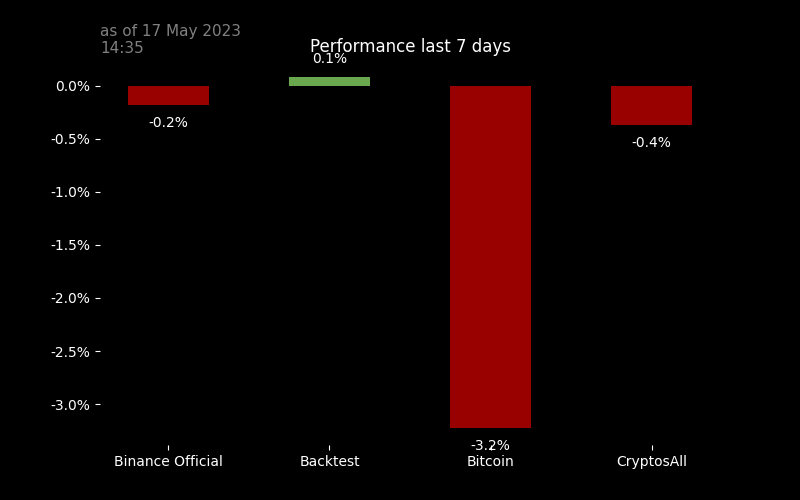 as of 17 May 2023
14:35
Performance last 7 days
0.1%
0.0%
-0.2%
-0.5%
-0.4%
-1.0%
-1.5%
-2.0%
-2.5%
-3.0%
-3.2%
Binance Official
Backtest
Bitcoin
CryptosAll